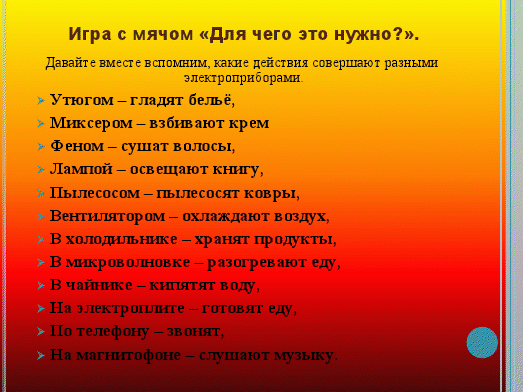 Игра с мячом «Для чего это нужно?».
Давайте вместе вспомним, какие действия совершают разными
электроприборами.
Утюгом – гладят бельё,
Миксером – взбивают крем
Феном – сушат волосы,
Лампой – освещают книгу,
Пылесосом – пылесосят ковры,
Вентилятором – охлаждают воздух,
В холодильнике – хранят продукты,
В микроволновке – разогревают еду,
В чайнике – кипятят воду,
На электроплите – готовят еду,
По телефону – звонят,
На магнитофоне – слушают музыку.